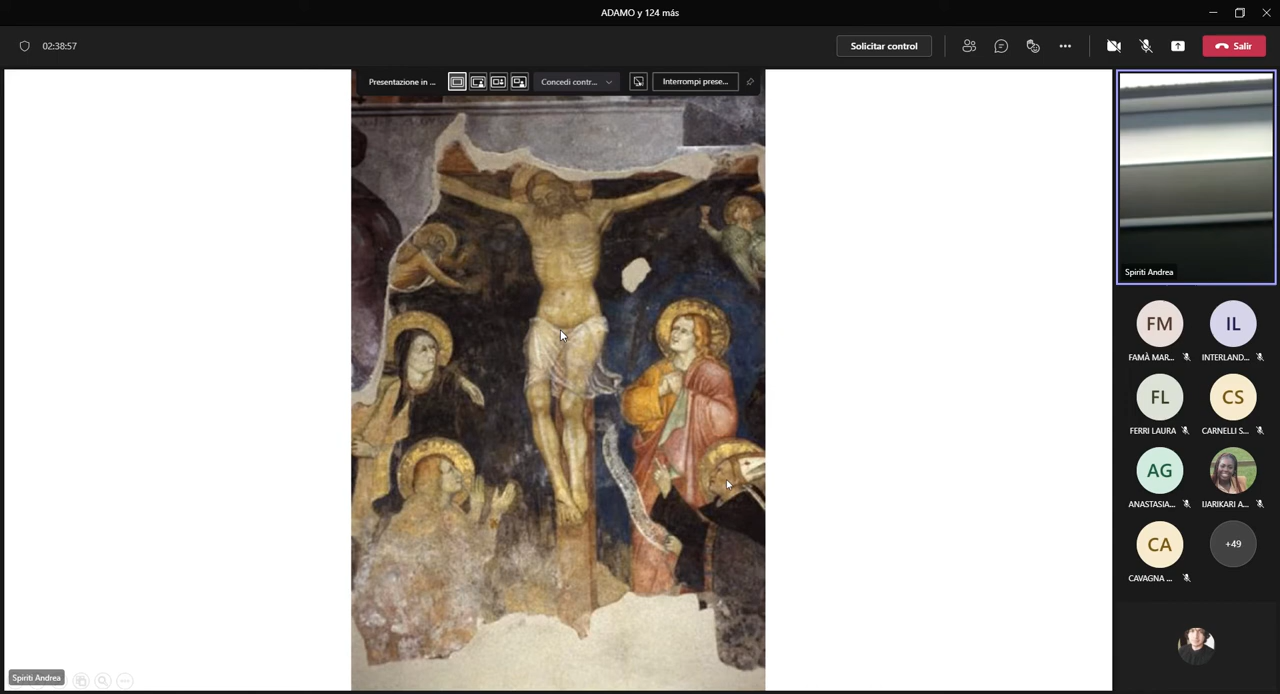 ADAMO y 124 más
02:38:57
Solicitar control
Salir
Presentazione in ...
Concedi contr...
Interrompi prese...
Spiriti Andrea
FM
IL
FAMÀ MAR...
INTERLAND...
FL
CS
FERRI LAURA
CARNELLI S...
AG
ANASTASIA...
IJARIKARI A...
CA
+49
CAVAGNA ...
Spiriti Andrea